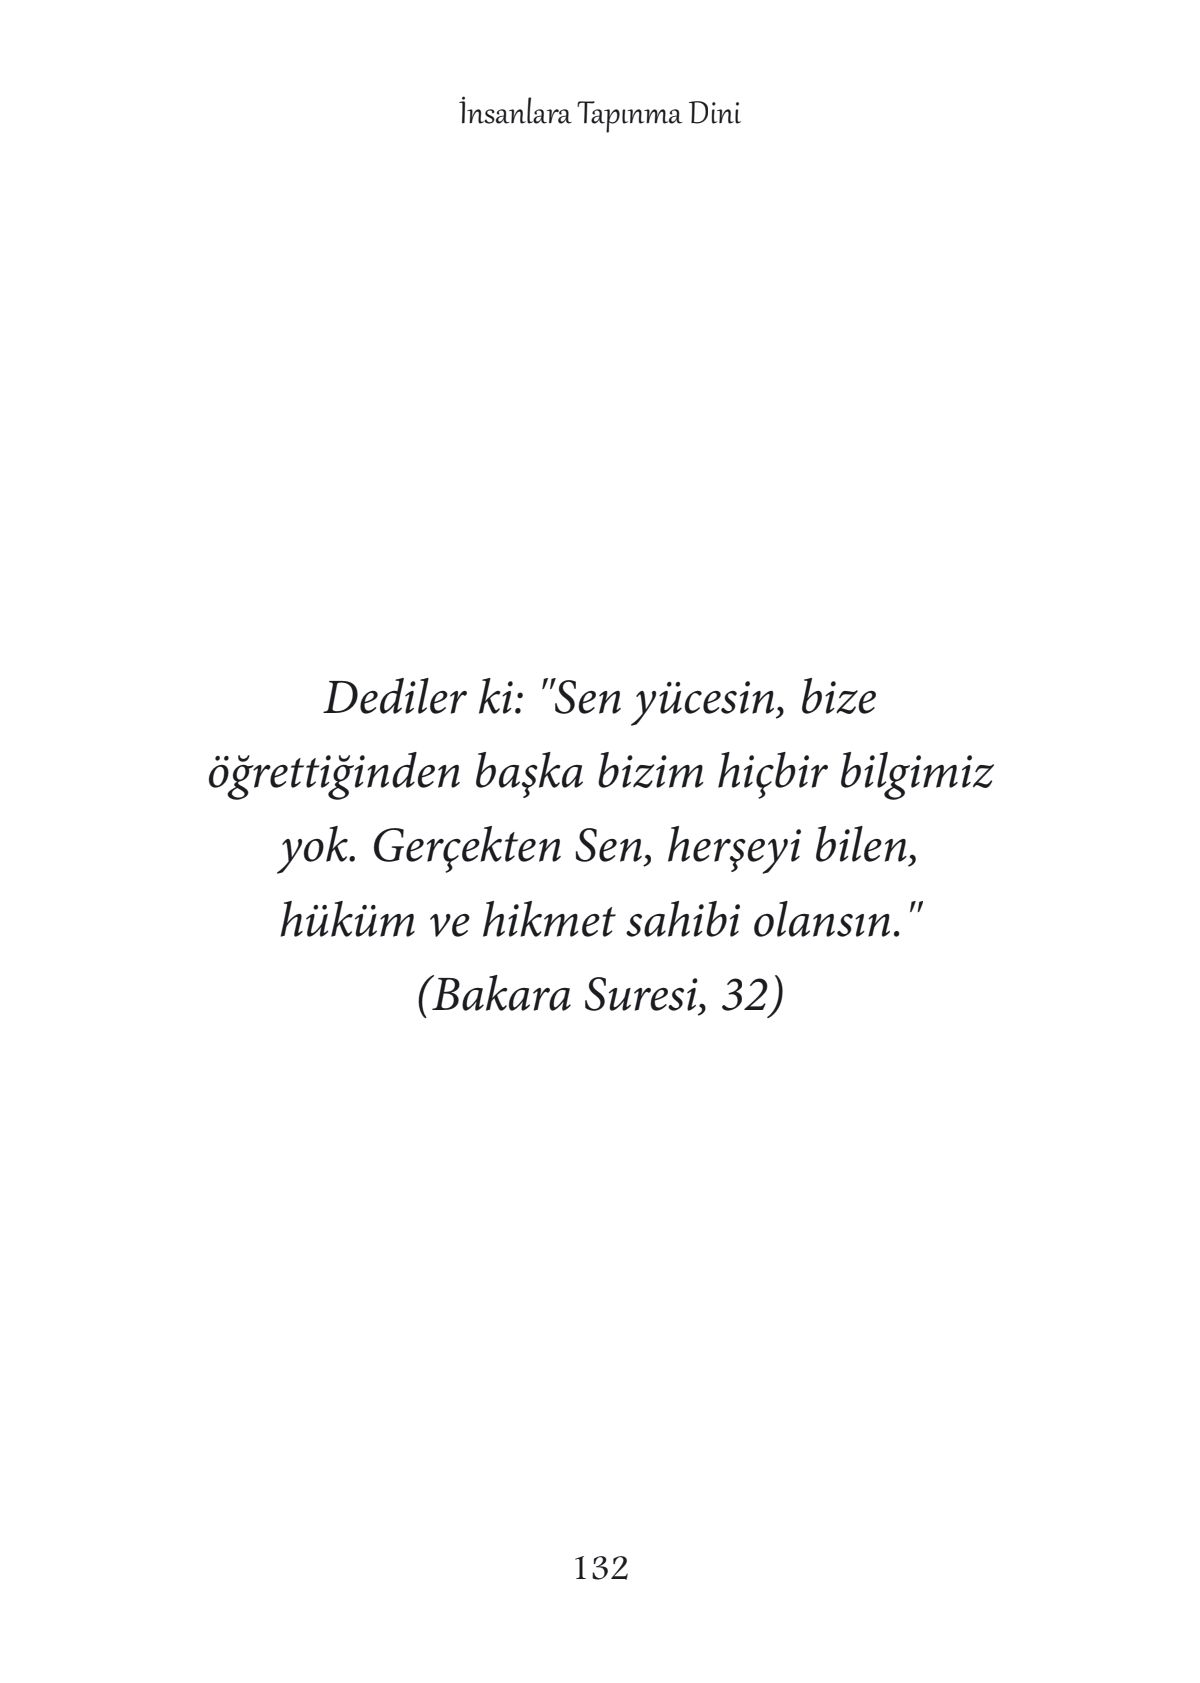 İnsanlara Tapınma Dini
Dediler ki: "Sen yücesin, bize
öğrettiğinden başka bizim hiçbir bilgimiz
yok. Gerçekten Sen, herşeyi bilen,
hüküm ve hikmet sahibi olansın."
(Bakara Suresi, 32)
132